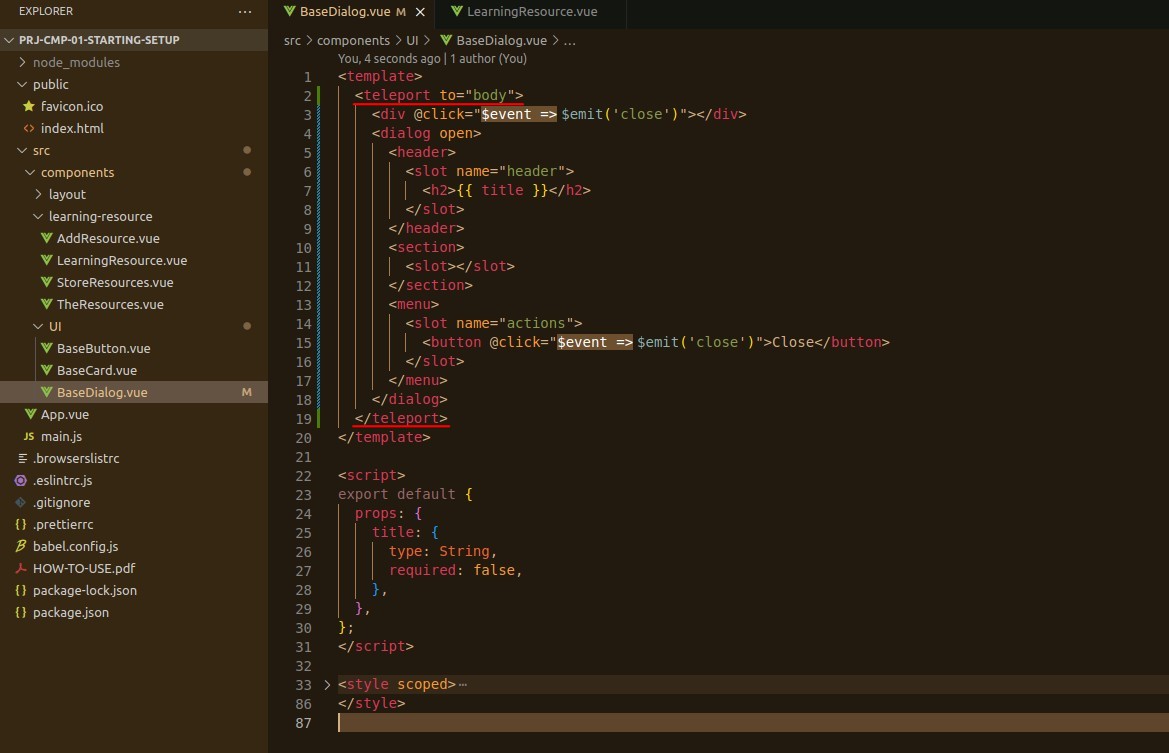 EXPLORER
PRJ-CMP-01-STARTING-SETUP
node_modules
public
favicon.ico
index.html
src
components
layout
learning-resource
AddResource.vue
LearningResource.vue
StoreResources.vue
TheResources.vue
UI
BaseButton.vue
BaseCard.vue
BaseDialog.vue M
App.vue
JS main.js
.browserslistrc
.eslintrc.js
.gitignore
{} .prettierrc
babel.config.js
HOW-TO-USE.pdf
{} package-lock.json
{} package.json
BaseDialog.vue M × LearningResource.vue
src > components > UI > BaseDialog.vue > ...
You, 4 seconds ago | 1 author (You)
1 <template>
2 <teleport to="body">
3 <div @click="$event => $emit('close')"></div>
4 <dialog open>
5 <header>
6 <slot name="header">
7 <h2>{{ title }}</h2>
8 </slot>
9 </header>
10 <section>
11 <slot></slot>
12 </section>
13 <menu>
14 <slot name="actions">
15 <button @click="$event => $emit('close')">Close</button>
16 </slot>
17 </menu>
18 </dialog>
19 </teleport>
20 </template>
21
22 <script>
23 export default {
24 props: {
25 title: {
26 type: String,
27 required: false,
28 },
29 },
30 };
31 </script>
32
33 <style scoped>⋯
86 </style>
87